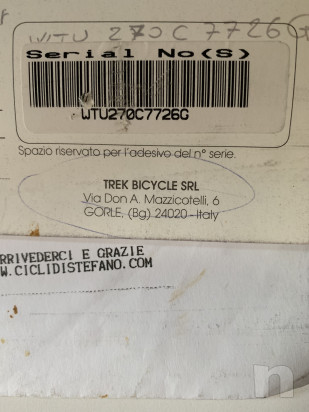 WTU 270C7726G
Serial No(S)
WTU270C7726G
Spazio riservato per l'adesivo del n° serie.
TREK BICYCLE SRL
Via Don A. Mazzicotelli, 6
GORLE, (Bg) 24020 - Italy
RRIVEDERCI E GRAZIE
W.CICLIDISTEFANO.COM
n